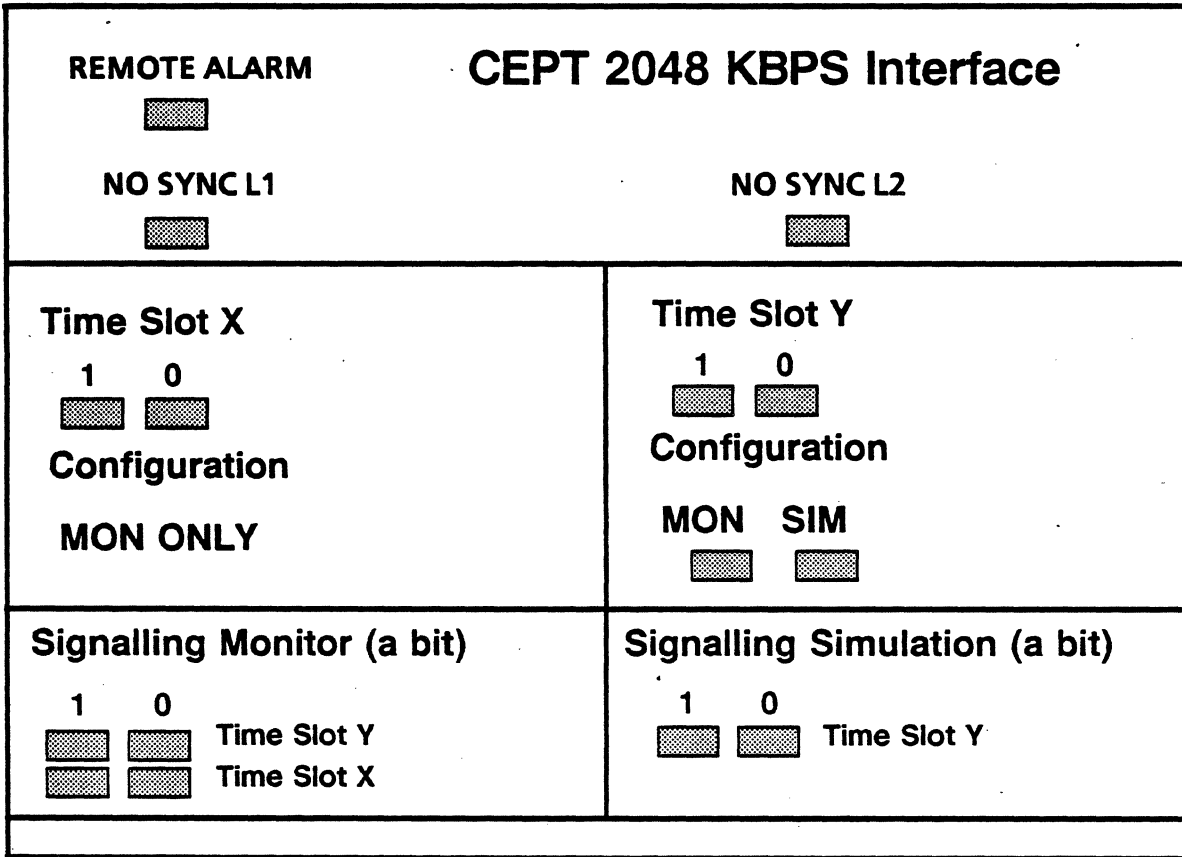 REMOTE ALARM
CEPT 2048 KBPS Interface
NO SYNC L1
NO SYNC L2
Time Slot X
1 0
Configuration
MON ONLY
Time Slot Y
1 0
Configuration
MON SIM
Signalling Monitor (a bit)
1 0
Time Slot Y
Time Slot X
Signalling Simulation (a bit)
1 0
Time Slot Y